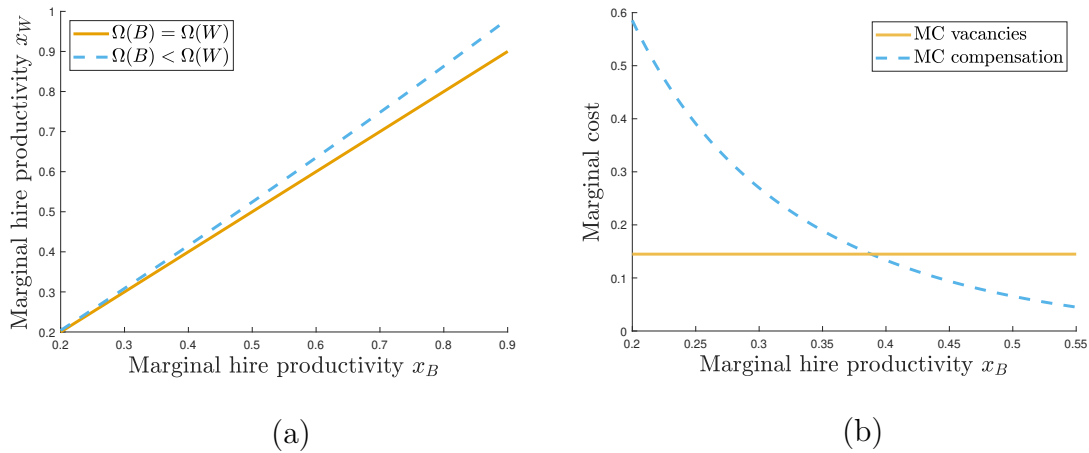 Ω(B) = Ω(W)
Ω(B) < Ω(W)
Marginal hire productivity x_W
1
0.9
0.8
0.7
0.6
0.5
0.4
0.3
0.2
0.2 0.3 0.4 0.5 0.6 0.7 0.8 0.9
Marginal hire productivity x_B
(a)
MC vacancies
MC compensation
Marginal cost
0.6
0.5
0.4
0.3
0.2
0.1
0
0.2 0.25 0.3 0.35 0.4 0.45 0.5 0.55
Marginal hire productivity x_B
(b)